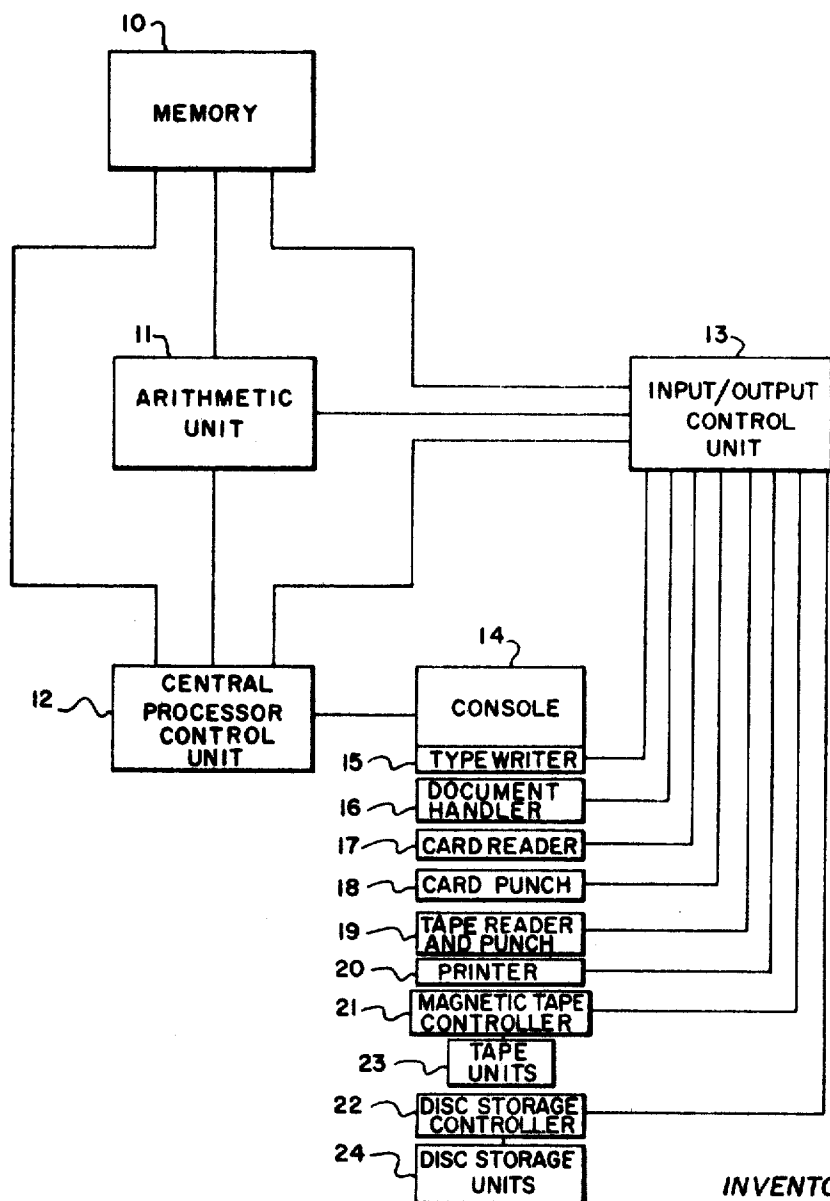 10
MEMORY
11
ARITHMETIC
UNIT
13
INPUT/OUTPUT
CONTROL
UNIT
12
CENTRAL
PROCESSOR
CONTROL
UNIT
14
CONSOLE
15
TYPEWRITER
16
DOCUMENT
HANDLER
17
CARD READER
18
CARD PUNCH
19
TAPE READER
AND PUNCH
20
PRINTER
21
MAGNETIC TAPE
CONTROLLER
23
TAPE
UNITS
22
DISC STORAGE
CONTROLLER
24
DISC STORAGE
UNITS
INVENTO